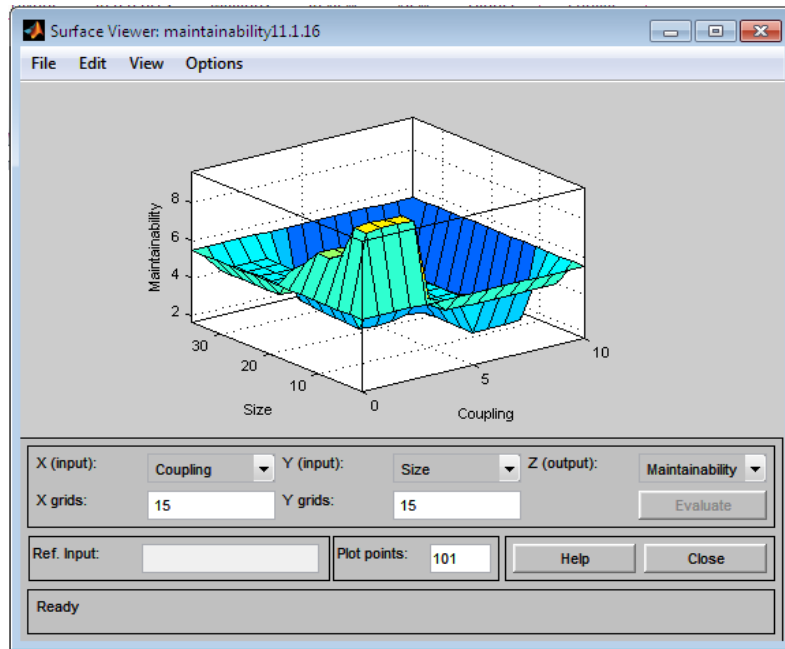 Surface Viewer: maintainability11.1.16
File Edit View Options
8
6
4
2
Maintainability
30
20
10
Size
0
5
10
Coupling
X (input): Coupling Y (input): Size Z (output): Maintainability
X grids: 15 Y grids: 15 Evaluate
Ref. Input: Plot points: 101 Help Close
Ready